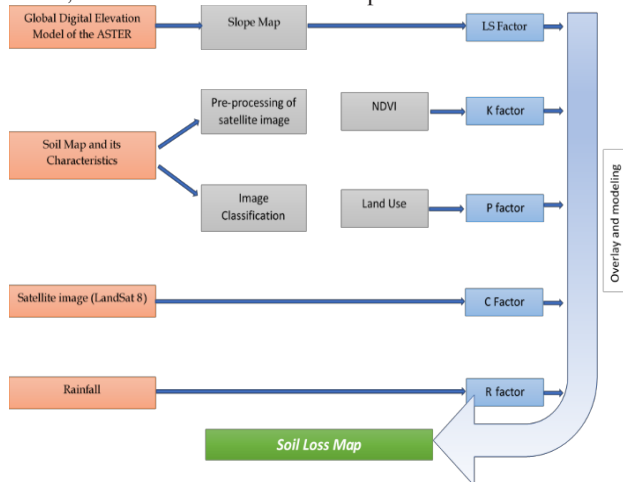 Global Digital Elevation
Model of the ASTER
Slope Map
LS Factor
Pre-processing of
satellite image
NDVI
K factor
Soil Map and its
Characteristics
Image
Classification
Land Use
P factor
Overlay and modeling
Satellite image (LandSat 8)
C Factor
Rainfall
R factor
Soil Loss Map